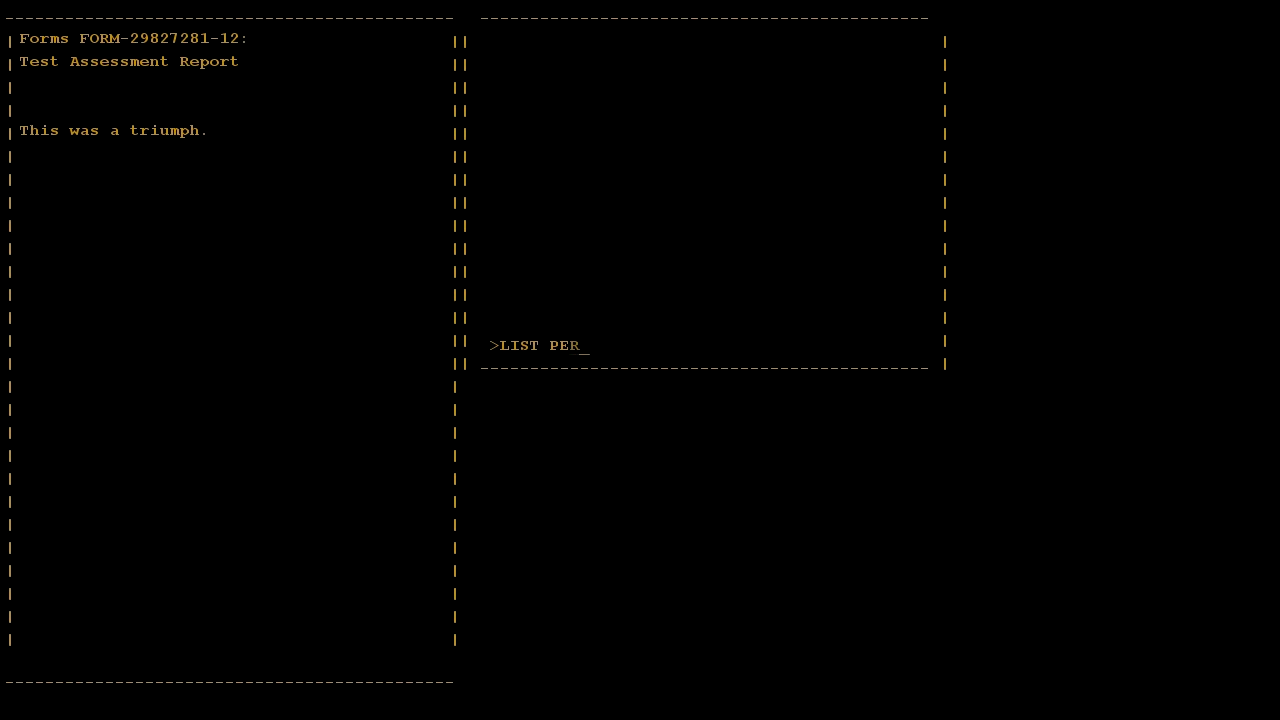 Forms FORM-29827281-12:
Test Assessment Report
This was a triumph.
>LIST PER_